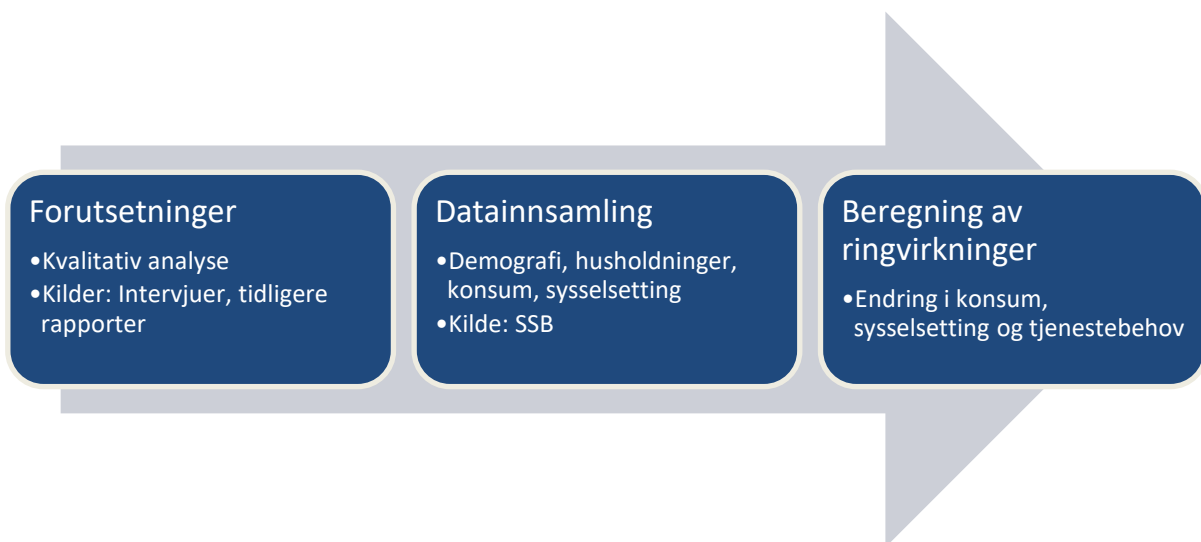 Forutsetninger
•Kvalitativ analyse
•Kilder: Intervjuer, tidligere
rapporter
Datainnsamling
•Demografi, husholdninger,
konsum, sysselsetting
•Kilde: SSB
Beregning av
ringvirkninger
•Endring i konsum,
sysselsetting og tjenestebehov